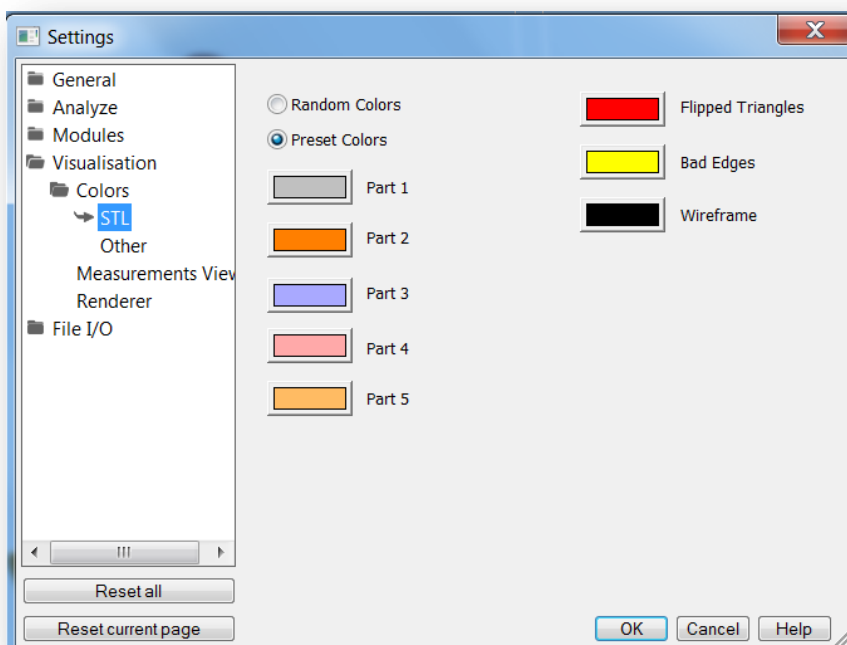 Settings
X
General
Analyze
Modules
Visualisation
Colors
STL
Other
Measurements View
Renderer
File I/O
Reset all
Reset current page
Random Colors
Preset Colors
Part 1
Part 2
Part 3
Part 4
Part 5
Flipped Triangles
Bad Edges
Wireframe
OK
Cancel
Help